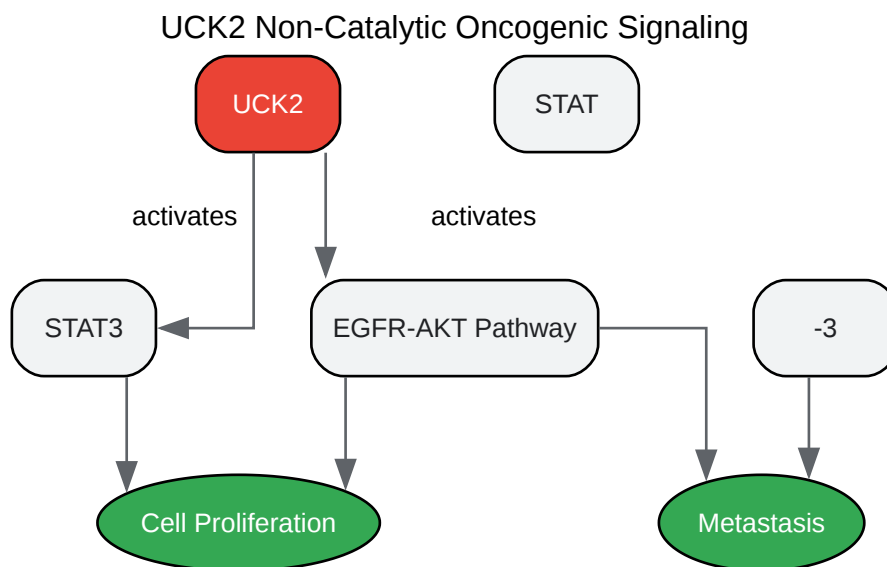 UCK2 Non-Catalytic Oncogenic Signaling
UCK2
STAT
activates
activates
STAT3
EGFR-AKT Pathway
-3
Cell Proliferation
Metastasis